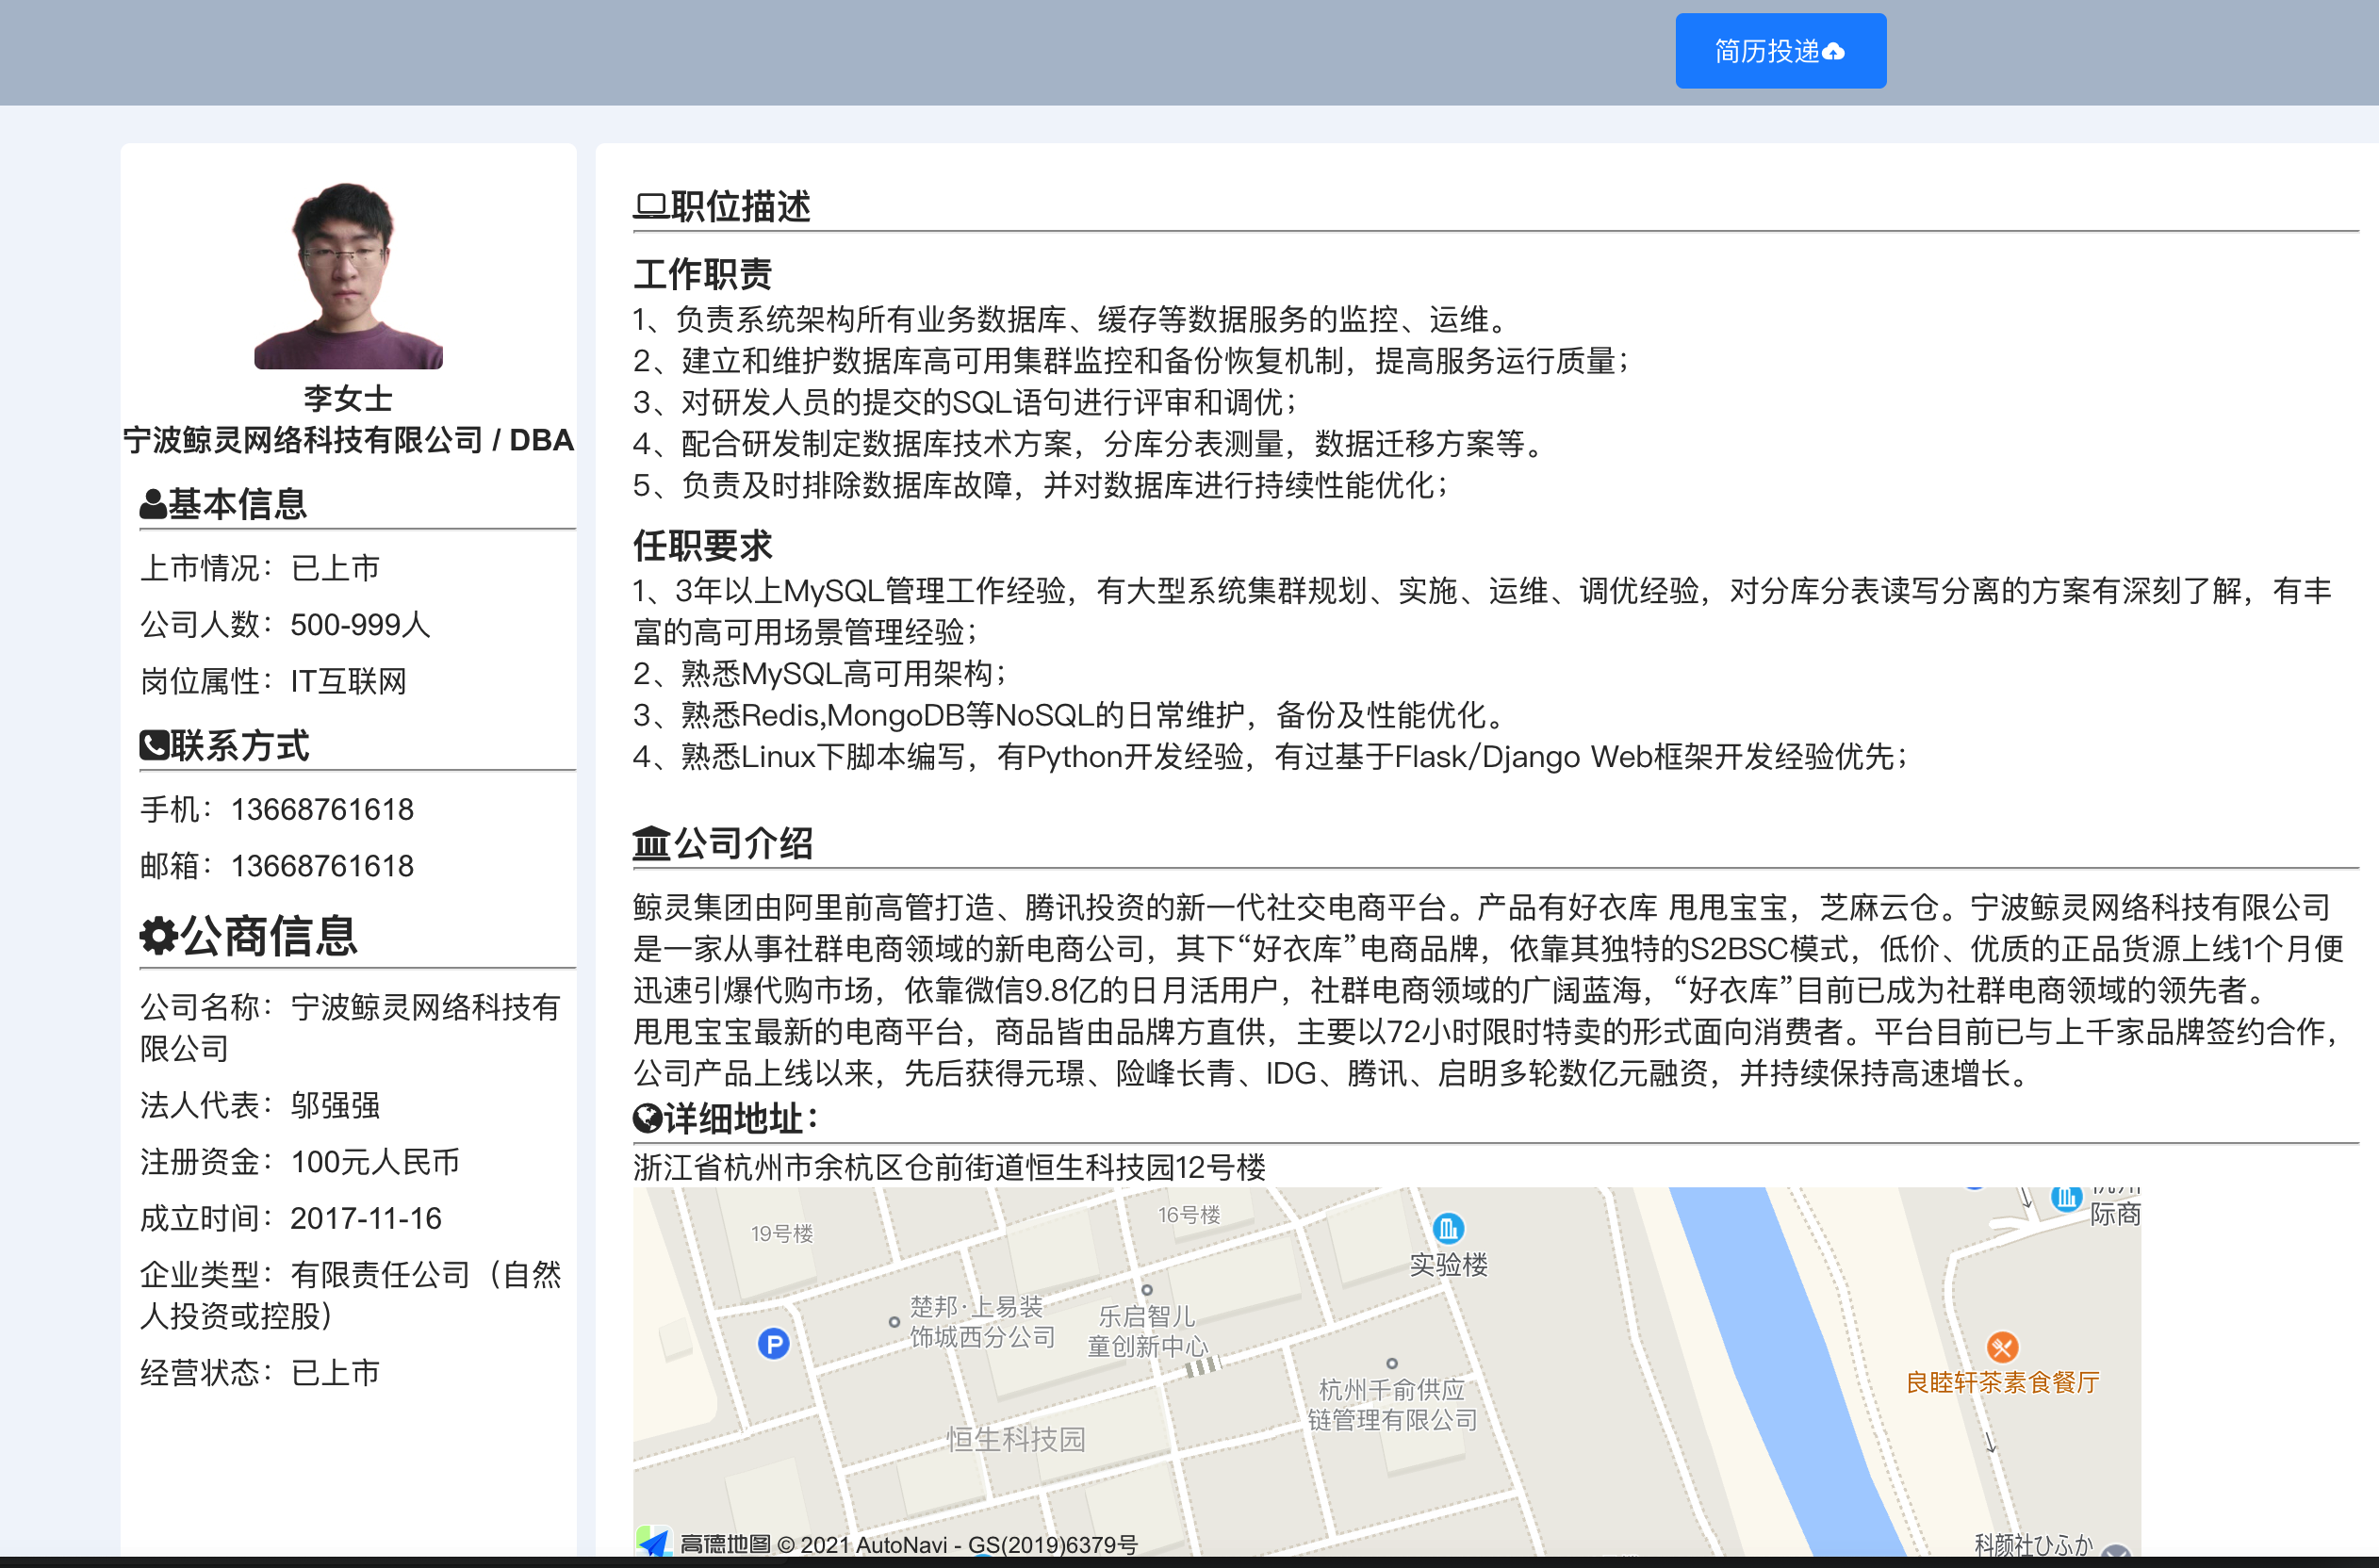 简历投递
李女士
宁波鲸灵网络科技有限公司 / DBA
基本信息
上市情况：已上市
公司人数：500-999人
岗位属性：IT互联网
联系方式
手机：13668761618
邮箱：13668761618
公商信息
公司名称：宁波鲸灵网络科技有
限公司
法人代表：邬强强
注册资金：100元人民币
成立时间：2017-11-16
企业类型：有限责任公司（自然
人投资或控股）
经营状态：已上市
职位描述
工作职责
1、负责系统架构所有业务数据库、缓存等数据服务的监控、运维。
2、建立和维护数据库高可用集群监控和备份恢复机制，提高服务运行质量；
3、对研发人员的提交的SQL语句进行评审和调优；
4、配合研发制定数据库技术方案，分库分表测量，数据迁移方案等。
5、负责及时排除数据库故障，并对数据库进行持续性能优化；
任职要求
1、3年以上MySQL管理工作经验，有大型系统集群规划、实施、运维、调优经验，对分库分表读写分离的方案有深刻了解，有丰
富的高可用场景管理经验；
2、熟悉MySQL高可用架构；
3、熟悉Redis,MongoDB等NoSQL的日常维护，备份及性能优化。
4、熟悉Linux下脚本编写，有Python开发经验，有过基于Flask/Django Web框架开发经验优先；
公司介绍
鲸灵集团由阿里前高管打造、腾讯投资的新一代社交电商平台。产品有好衣库 甩甩宝宝，芝麻云仓。宁波鲸灵网络科技有限公司
是一家从事社群电商领域的新电商公司，其下“好衣库”电商品牌，依靠其独特的S2BSC模式，低价、优质的正品货源上线1个月便
迅速引爆代购市场，依靠微信9.8亿的日月活用户，社群电商领域的广阔蓝海，“好衣库”目前已成为社群电商领域的领先者。
甩甩宝宝最新的电商平台，商品皆由品牌方直供，主要以72小时限时特卖的形式面向消费者。平台目前已与上千家品牌签约合作，
公司产品上线以来，先后获得元璟、险峰长青、IDG、腾讯、启明多轮数亿元融资，并持续保持高速增长。
详细地址：
浙江省杭州市余杭区仓前街道恒生科技园12号楼
19号楼
16号楼
实验楼
际商
楚邦·上易装
饰城西分公司
乐启智儿
童创新中心
P
杭州千俞供应
链管理有限公司
良睦轩茶素食餐厅
恒生科技园
科颜社ひふか
高德地图 © 2021 AutoNavi - GS(2019)6379号